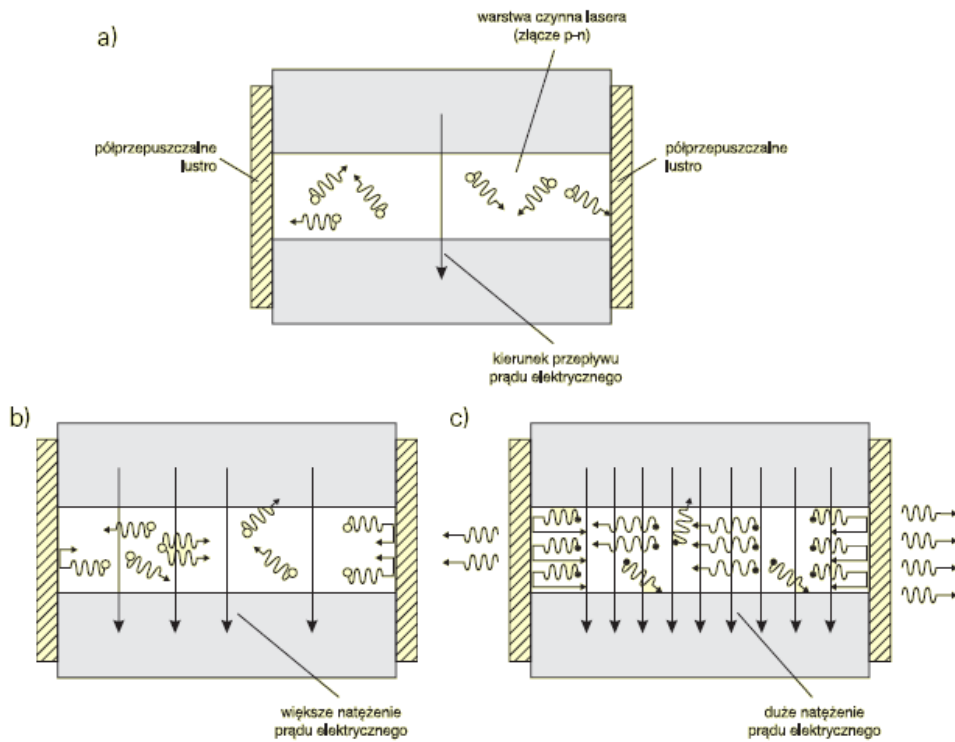 a)
warstwa czynna lasera
(złącze p-n)
półprzepuszczalne
lustro
półprzepuszczalne
lustro
kierunek przepływu
prądu elektrycznego
b)
większe natężenie
prądu elektrycznego
c)
duże natężenie
prądu elektrycznego